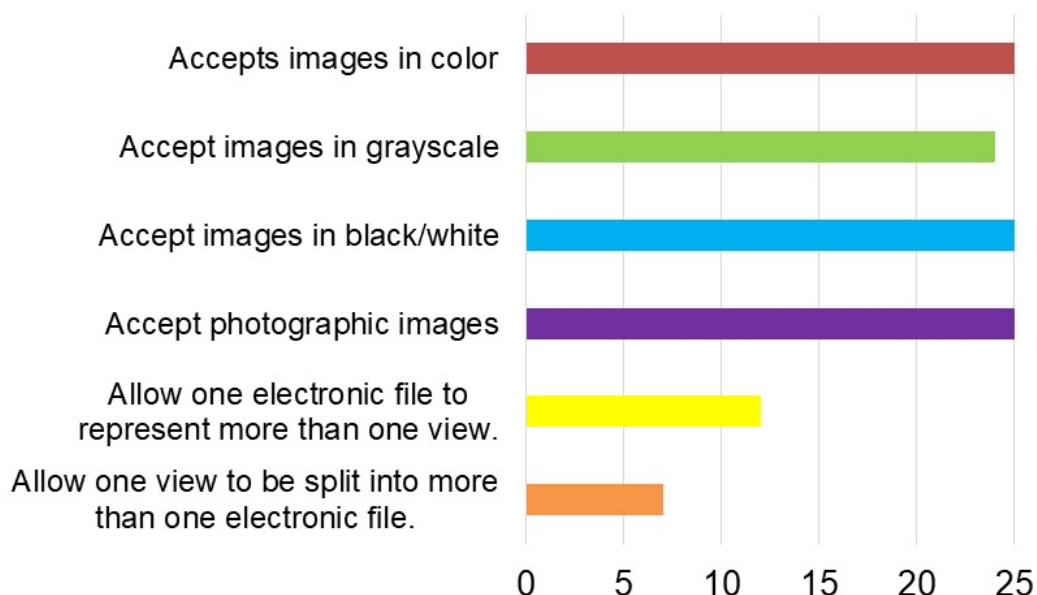 Accepts images in color
Accept images in grayscale
Accept images in black/white
Accept photographic images
Allow one electronic file to
represent more than one view.
Allow one view to be split into more
than one electronic file.
0 5 10 15 20 25